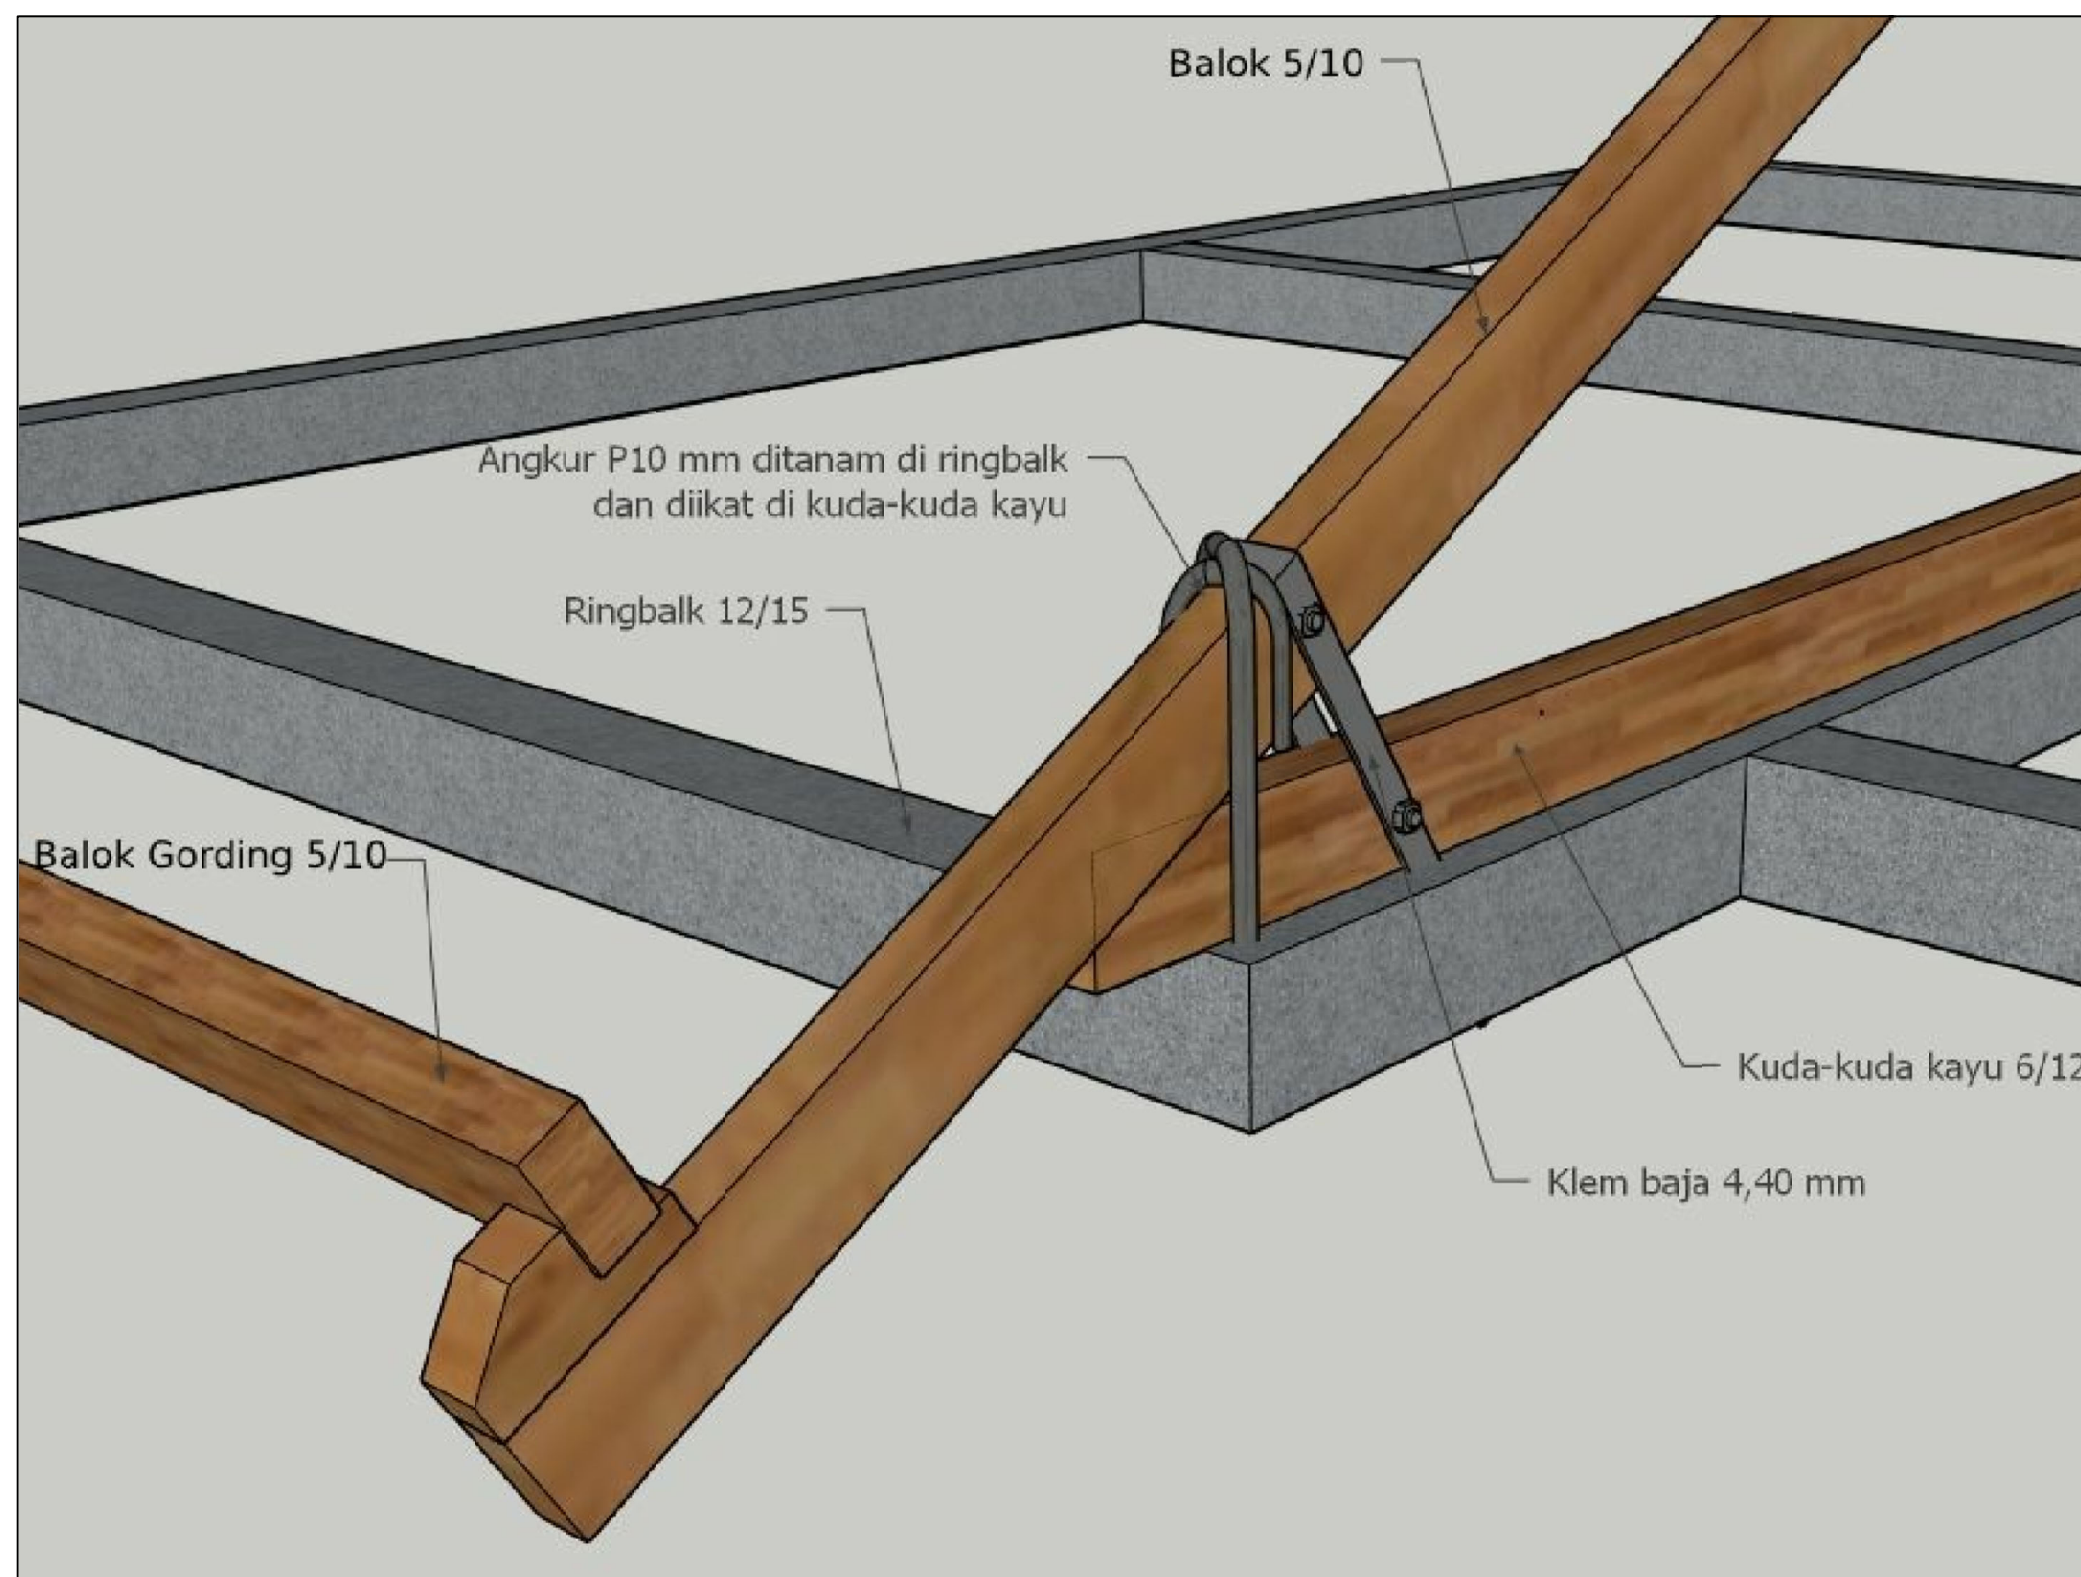 Balok 5/10
Angkur P10 mm ditanam di ringbalk
dan diikat di kuda-kuda kayu
Ringbalk 12/15
Balok Gording 5/10
Kuda-kuda kayu 6/12
Klem baja 4,40 mm